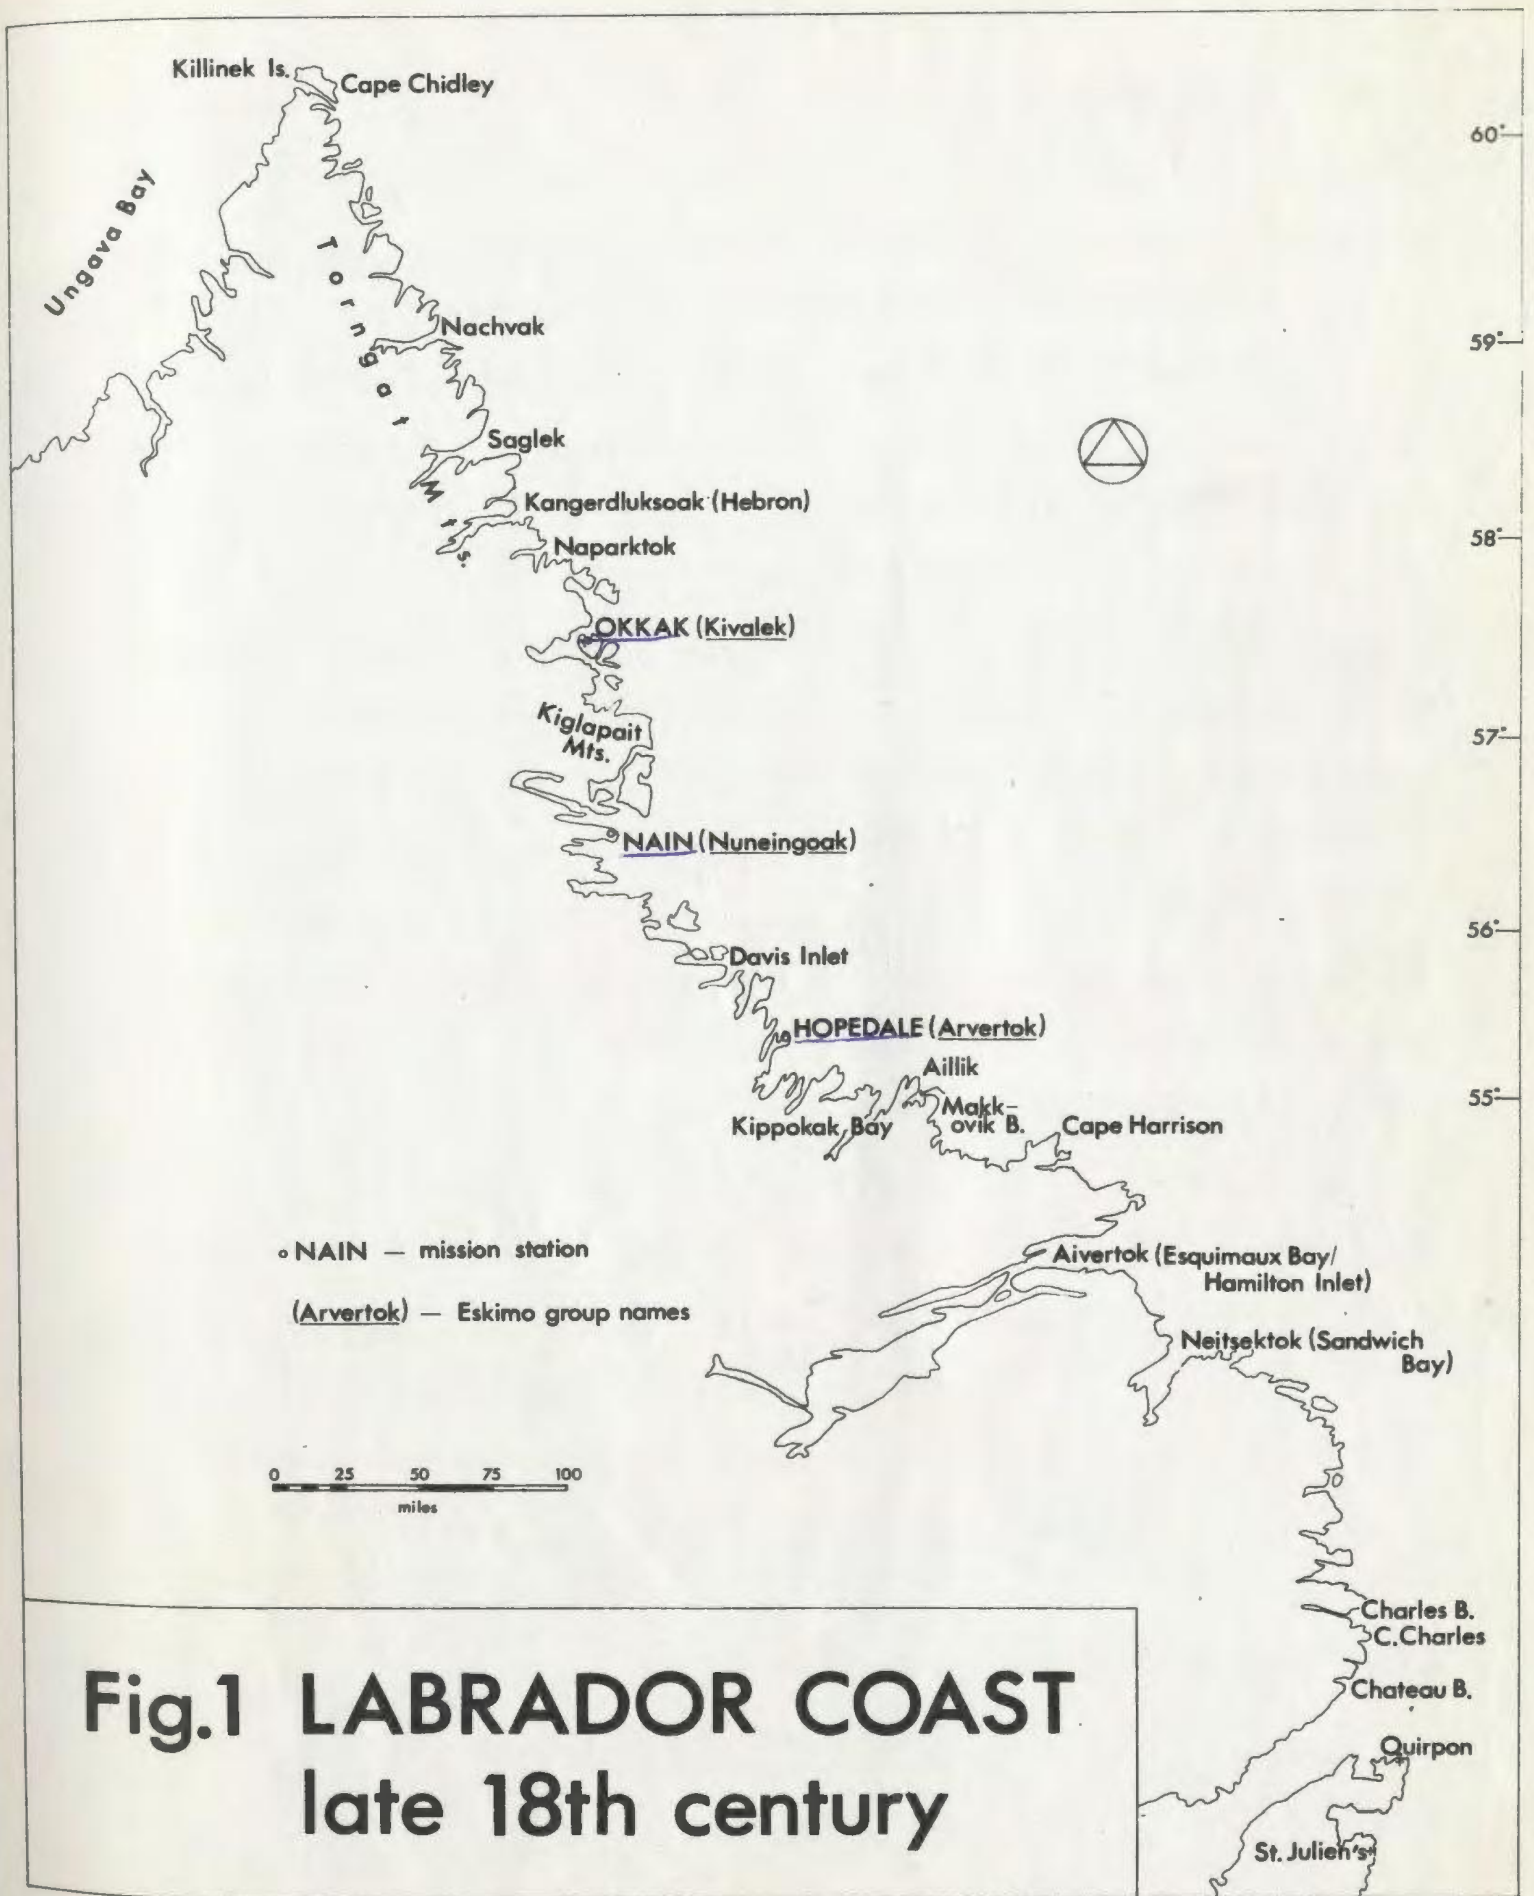 Killinek Is.
Cape Chidley
60°
Ungava Bay
Torngat Mts.
Nachvak
59°
Saglek
Kangerdluksoak (Hebron)
58°
Naparktok
OKKAK (Kivalek)
Kiglapait
Mts.
57°
NAIN (Nuneingoak)
56°
Davis Inlet
HOPEDALE (Arvertok)
Aillik
55°
Makk-
ovik B.
Kippokak Bay
Cape Harrison
o NAIN — mission station
Aivertok (Esquimaux Bay/
Hamilton Inlet)
(Arvertok) — Eskimo group names
Neitsektok (Sandwich
Bay)
0 25 50 75 100
miles
Charles B.
C. Charles
Chateau B.
Quirpon
St. Julien's
Fig.1 LABRADOR COAST
late 18th century